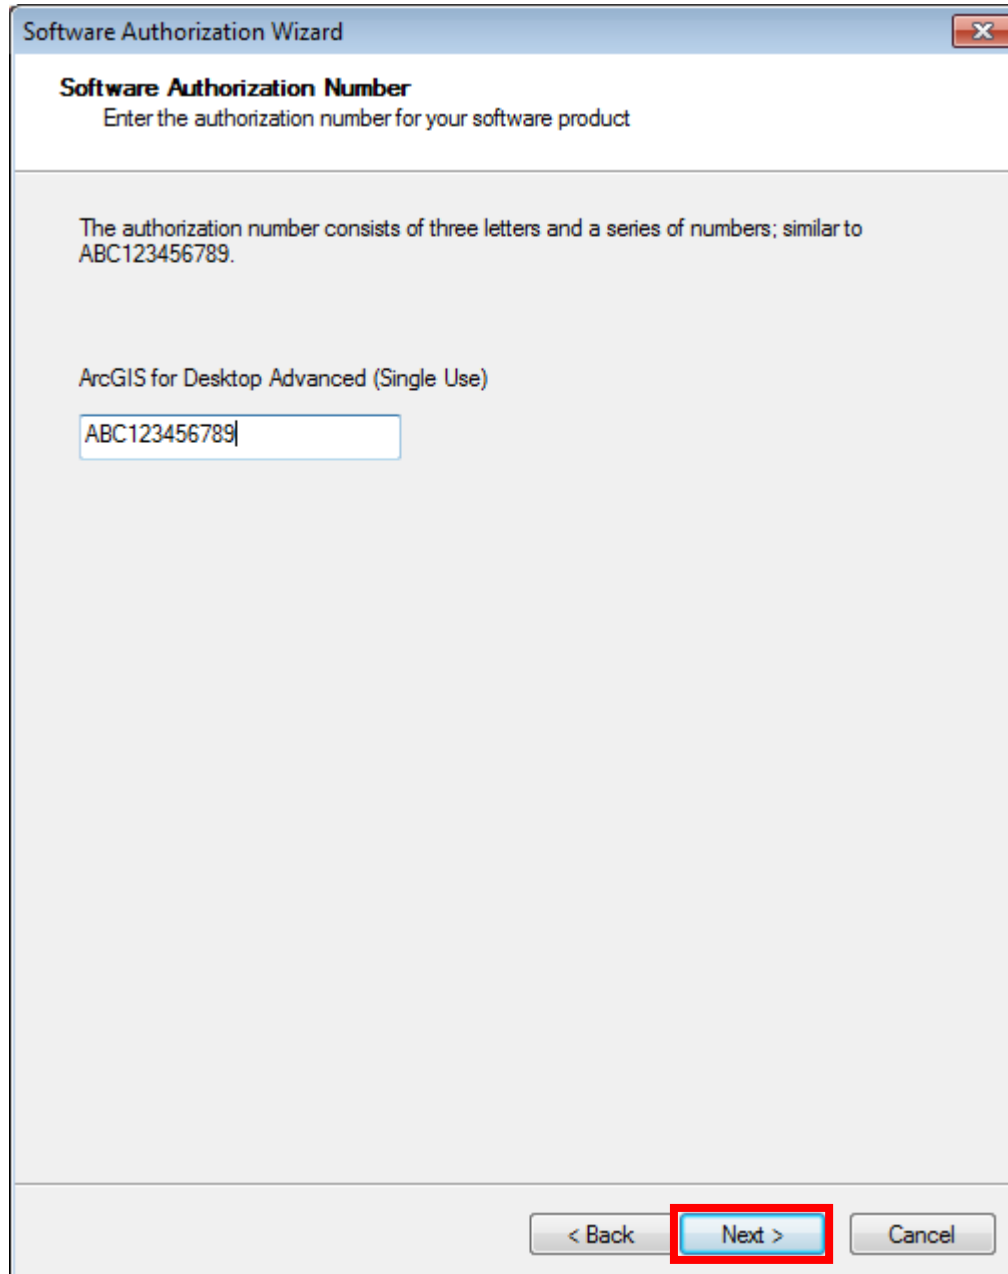 Software Authorization Wizard
Software Authorization Number
Enter the authorization number for your software product
The authorization number consists of three letters and a series of numbers; similar to
ABC123456789.
ArcGIS for Desktop Advanced (Single Use)
ABC123456789
< Back Next > Cancel